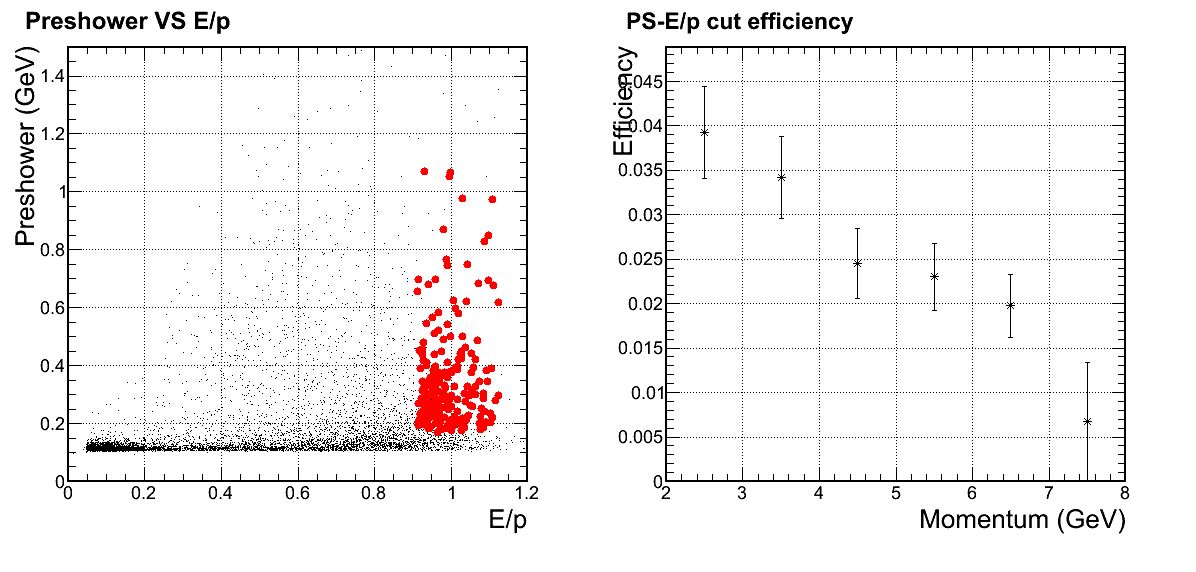 Preshower VS E/p
Preshower (GeV)
1.4
1.2
1
0.8
0.6
0.4
0.2
0
0 0.2 0.4 0.6 0.8 1 1.2
E/p
PS-E/p cut efficiency
Efficiency
0.045
0.04
0.035
0.03
0.025
0.02
0.015
0.01
0.005
0
2 3 4 5 6 7 8
Momentum (GeV)